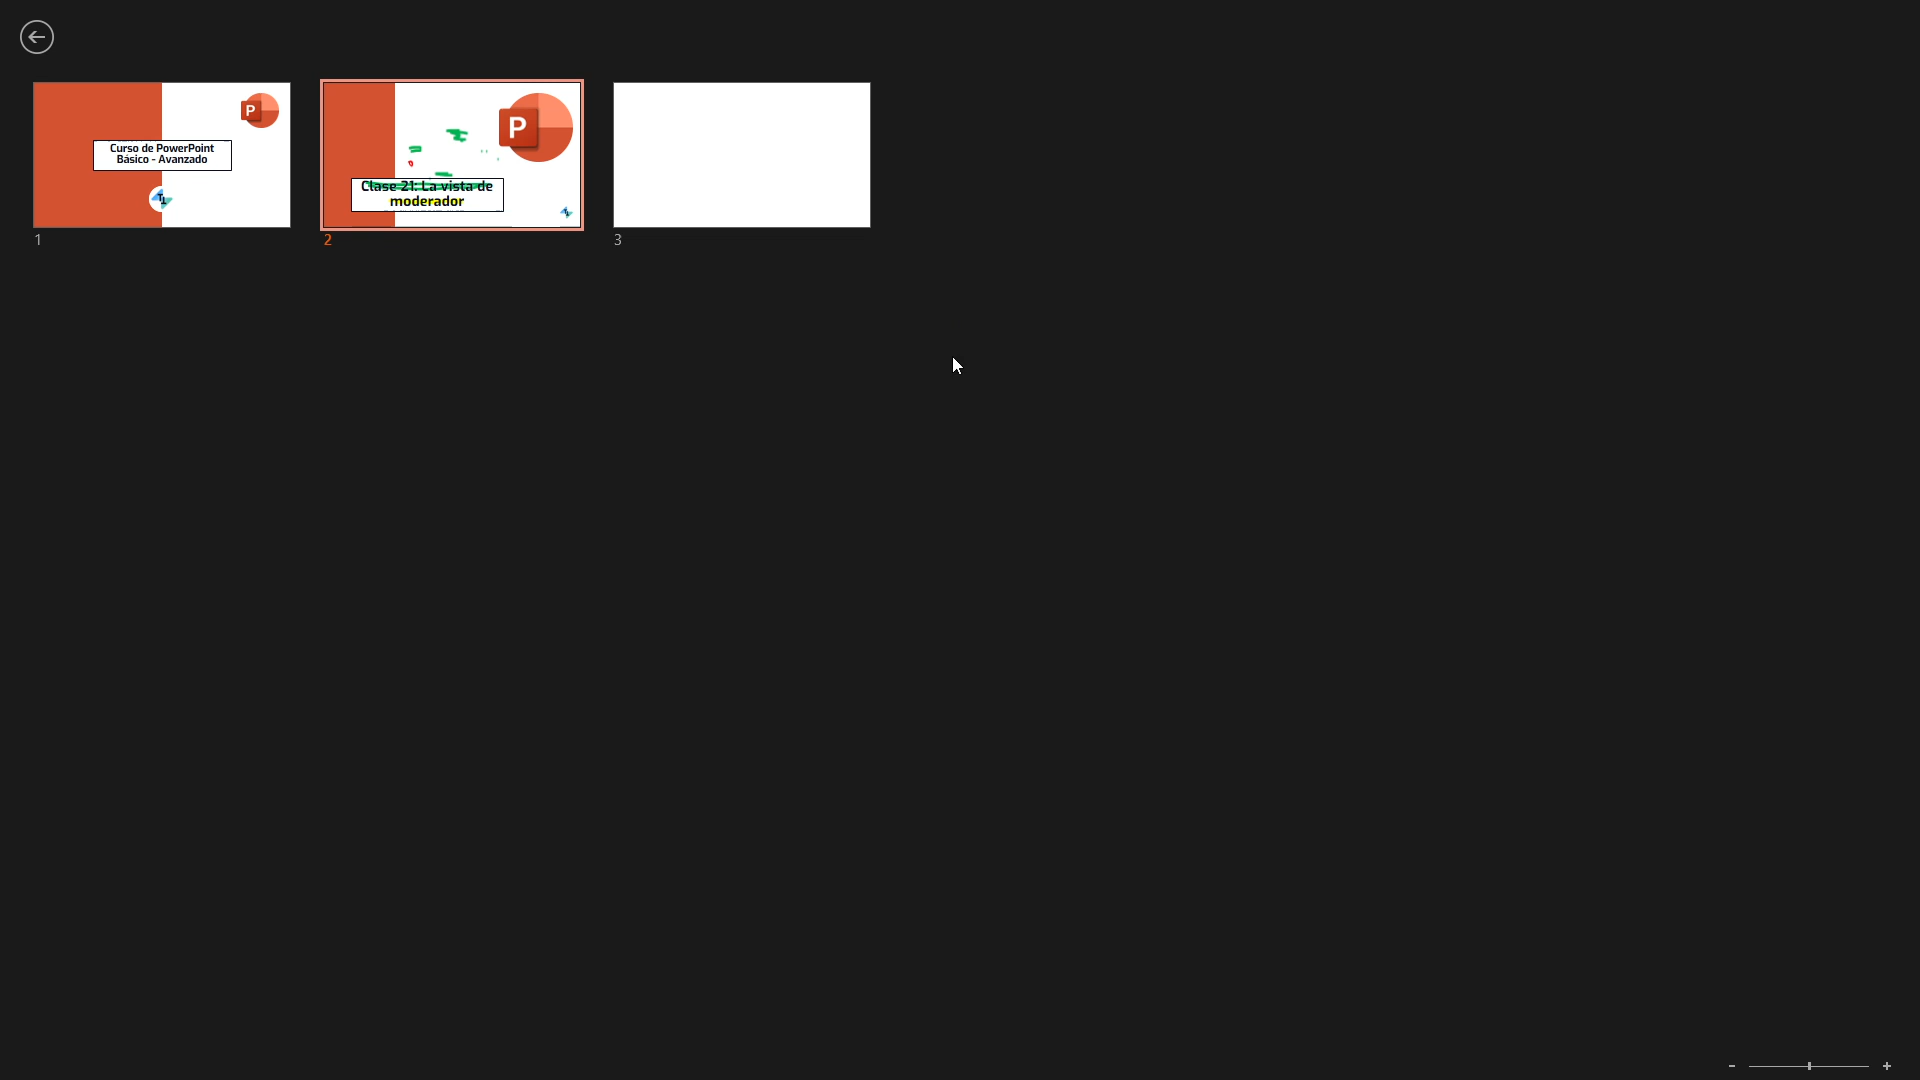 P
Curso de PowerPoint
Básico - Avanzado
1
P
Clase 21: La vista de
moderador
2
3